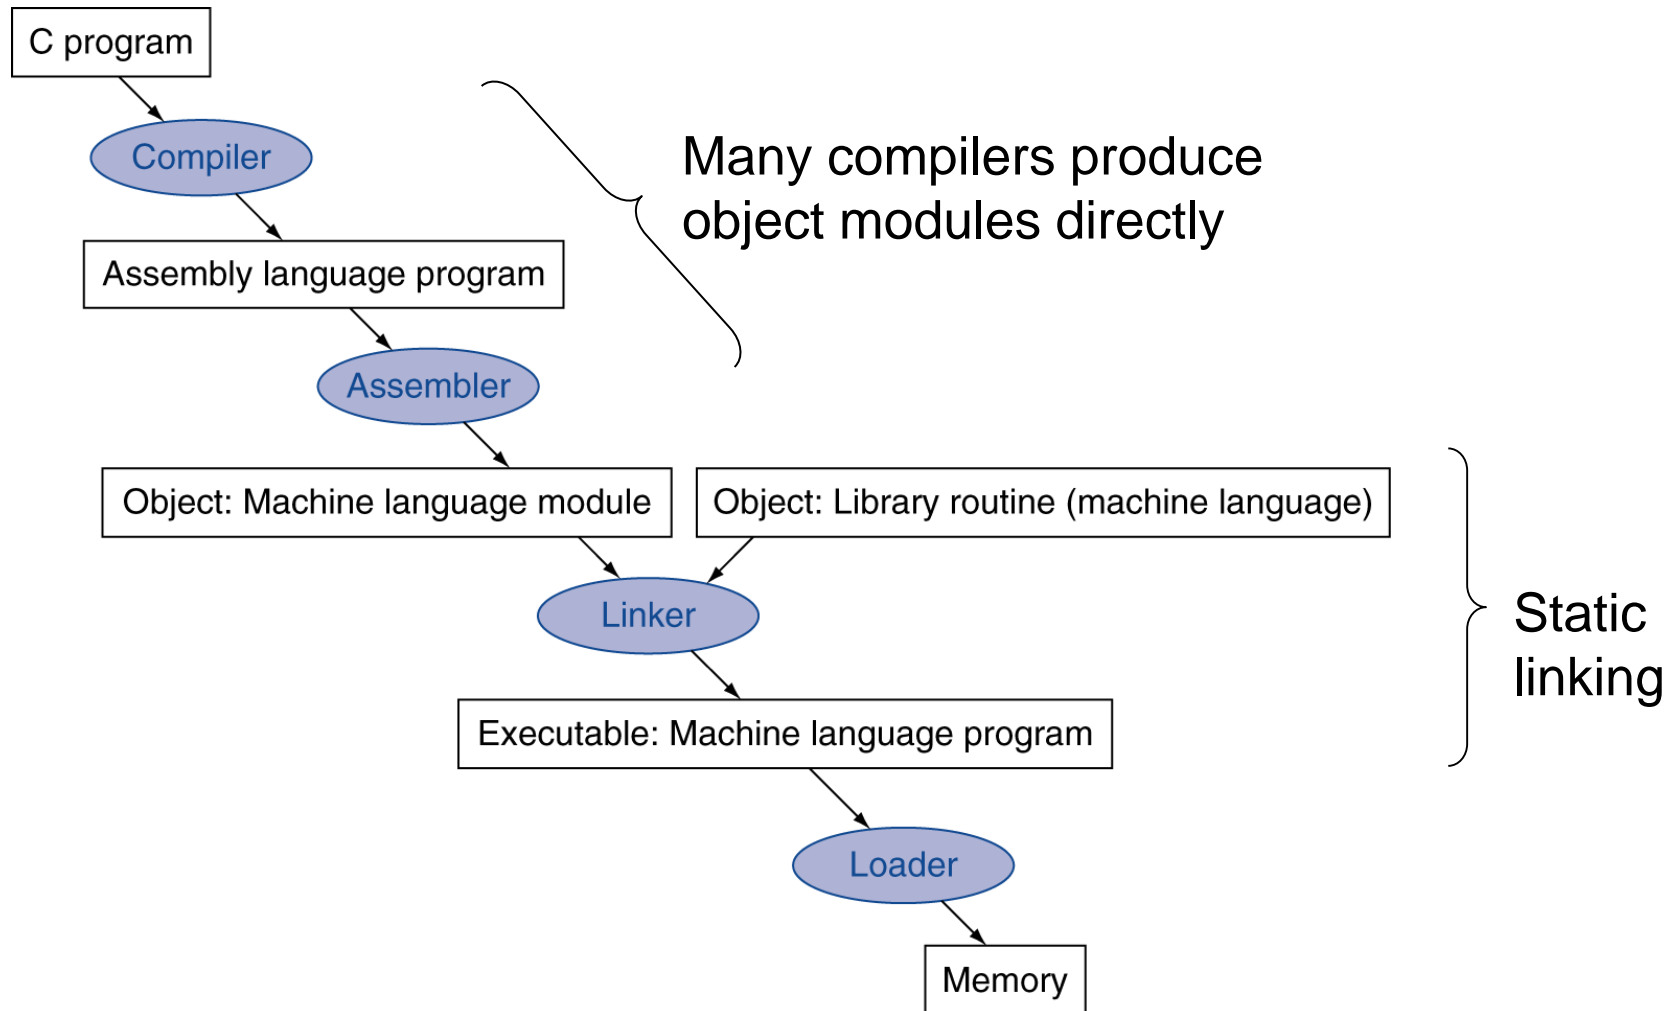 C program
Compiler
Many compilers produce
object modules directly
Assembly language program
Assembler
Object: Machine language module
Object: Library routine (machine language)
Linker
Static
linking
Executable: Machine language program
Loader
Memory